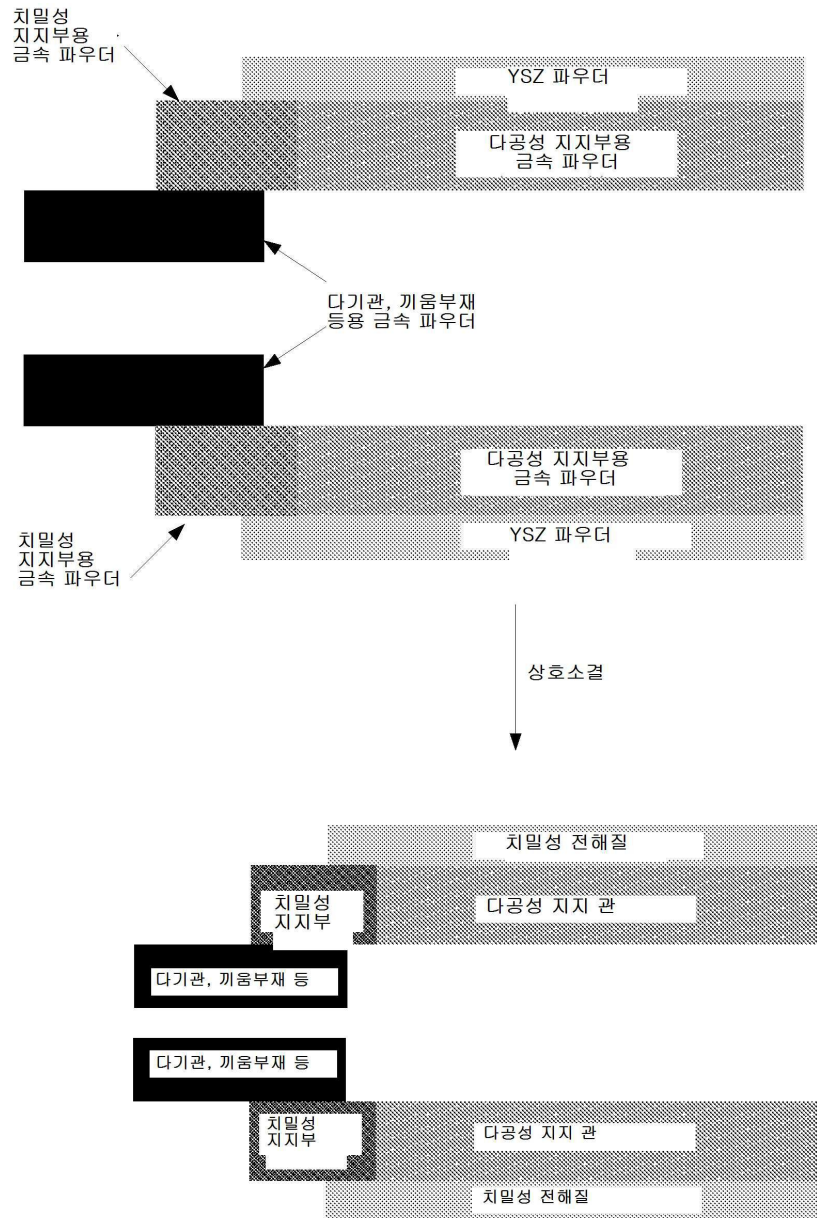 치밀성
지지부용
금속 파우더
YSZ 파우더
다공성 지지부용
금속 파우더
다기관, 끼움부재
등용 금속 파우더
다공성 지지부용
금속 파우더
YSZ 파우더
치밀성
지지부용
금속 파우더
상호소결
치밀성 전해질
치밀성
지지부
다공성 지지 관
다기관, 끼움부재 등
다기관, 끼움부재 등
치밀성
지지부
다공성 지지 관
치밀성 전해질